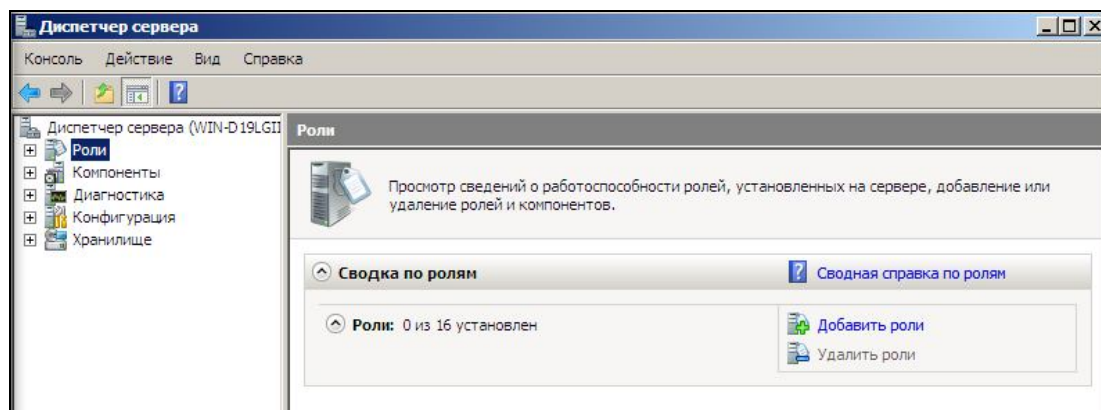 Диспетчер сервера
Консоль Действие Вид Справка
Диспетчер сервера (WIN-D19LGII
Роли
Компоненты
Диагностика
Конфигурация
Хранилище
Роли
Просмотр сведений о работоспособности ролей, установленных на сервере, добавление или
удаление ролей и компонентов.
Сводка по ролям
Сводная справка по ролям
Роли: 0 из 16 установлен
Добавить роли
Удалить роли